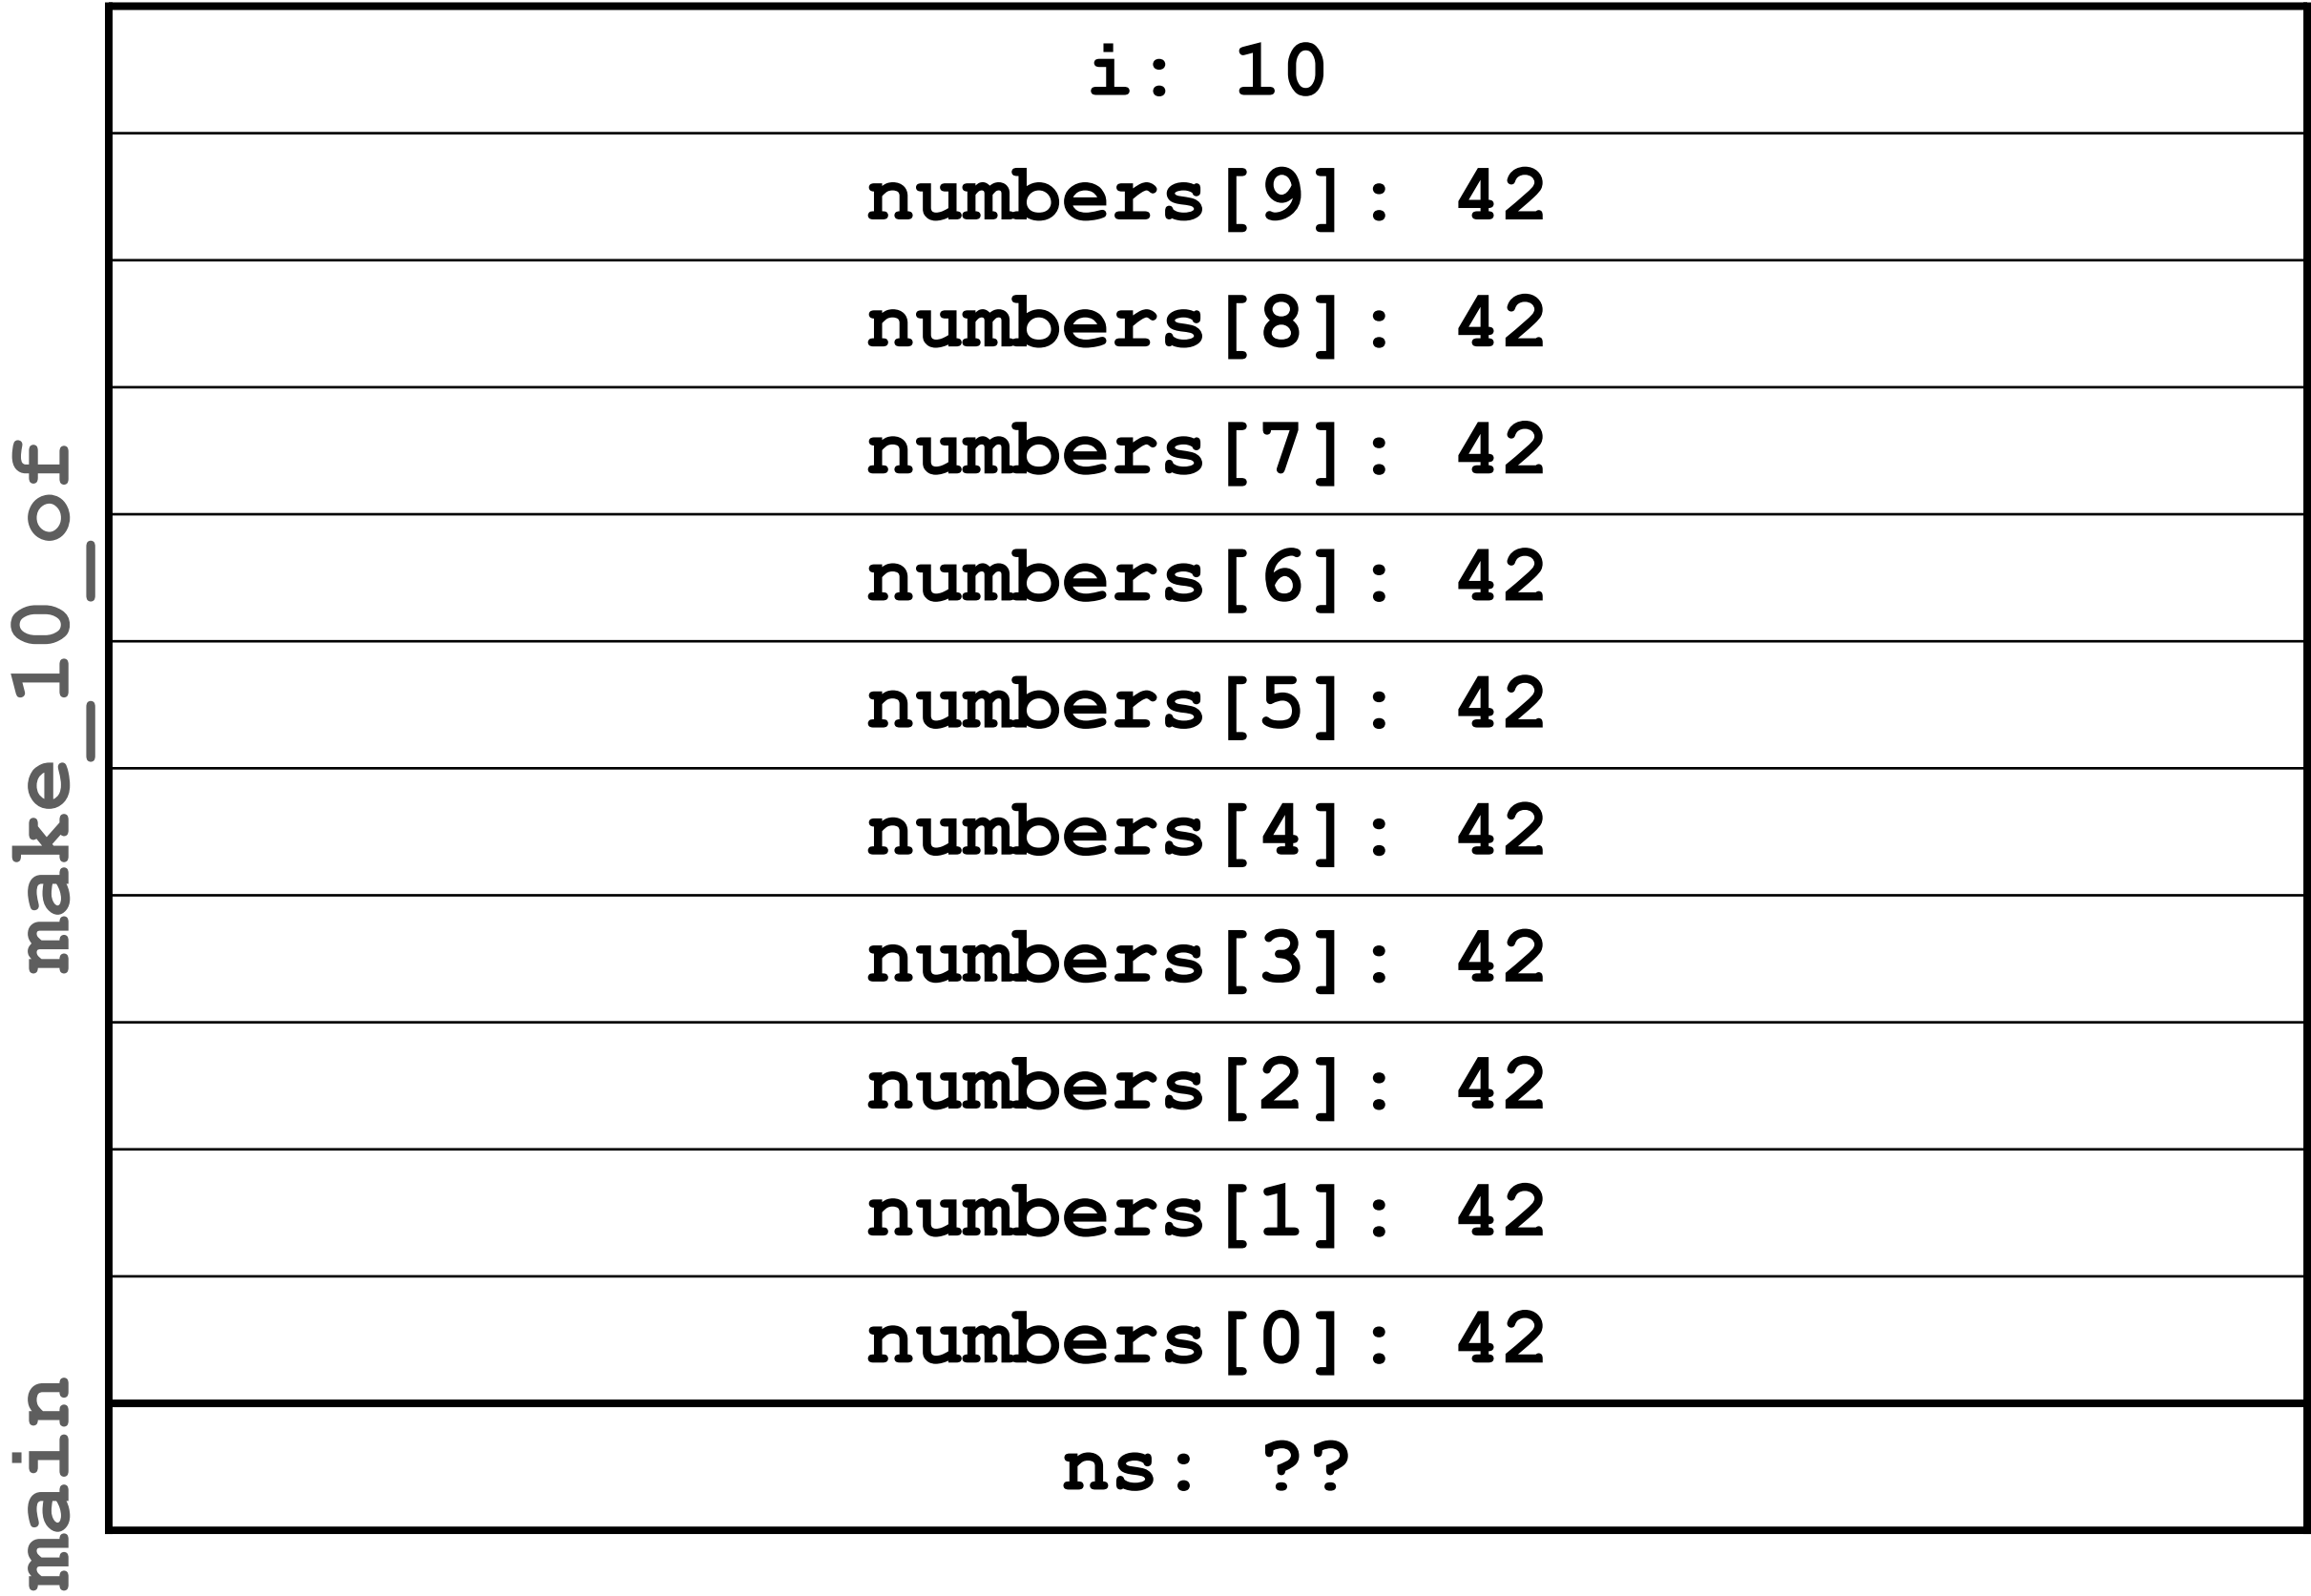 i: 10
numbers[9]: 42
numbers[8]: 42
numbers[7]: 42
numbers[6]: 42
numbers[5]: 42
numbers[4]: 42
numbers[3]: 42
numbers[2]: 42
numbers[1]: 42
numbers[0]: 42
make_10_of
ns: ??
main